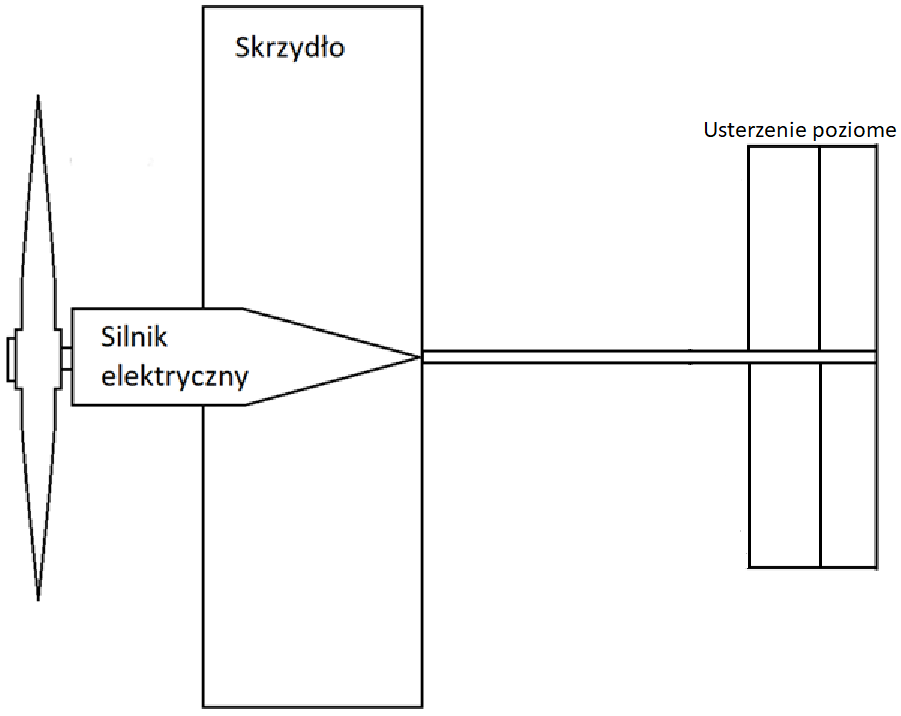 Skrzydło
Usterzenie poziome
Silnik
elektryczny